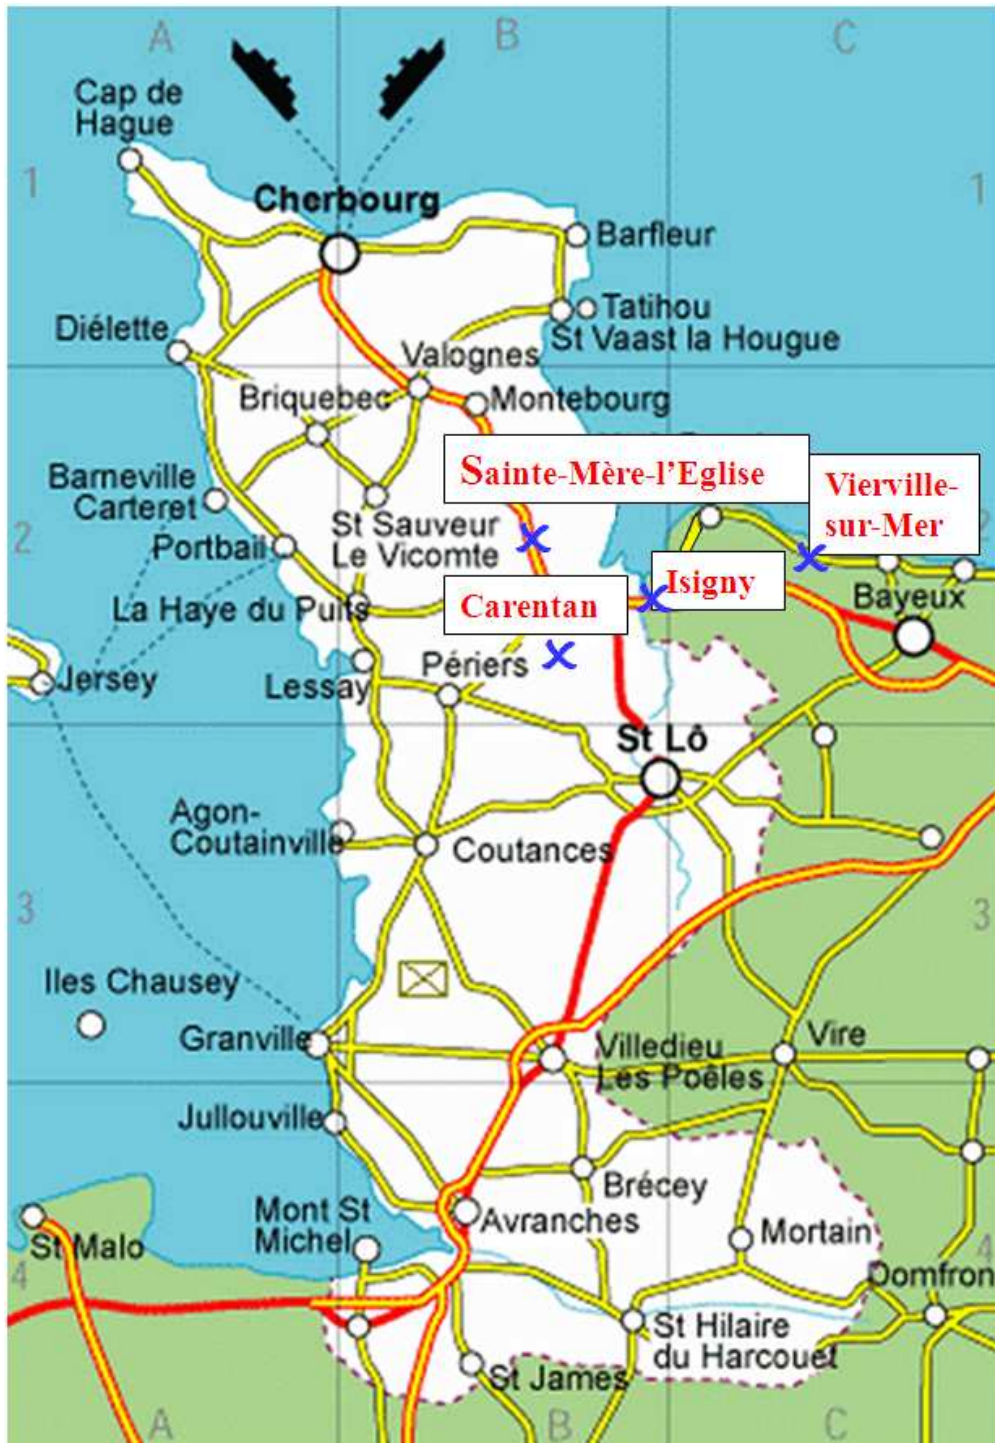 A
B
C
Cap de
Hague
1
1
Cherbourg
Barfleur
Tatihou
St Vaast la Hougue
Diélette
Valognes
Briquebec
Montebourg
Sainte-Mère-l'Eglise
Vierville-
sur-Mer
Barneville
Carteret
St Sauveur
Le Vicomte
2
2
Portbail
Isigny
La Haye du Puits
Carentan
Bayeux
Jersey
Lessay
Périers
St Lô
Agon-
Coutainville
Coutances
3
3
Iles Chausey
Granville
Villedieu
Les Poêles
Vire
Jullouville
Brécey
Mont St
Michel
Avranches
Mortain
St Malo
4
4
Domfron
St Hilaire
du Harcouet
St James
A
B
C